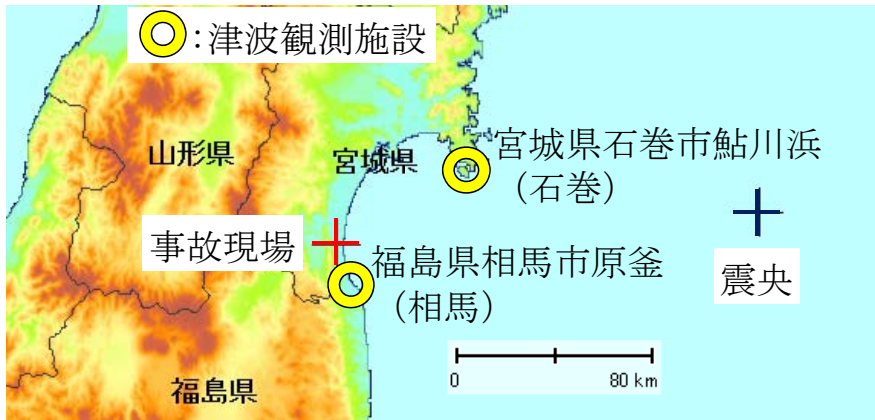 ：津波観測施設
山形県
宮城県
宮城県石巻市鮎川浜
（石巻）
事故現場
福島県相馬市原釜
（相馬）
震央
福島県
0 80 km